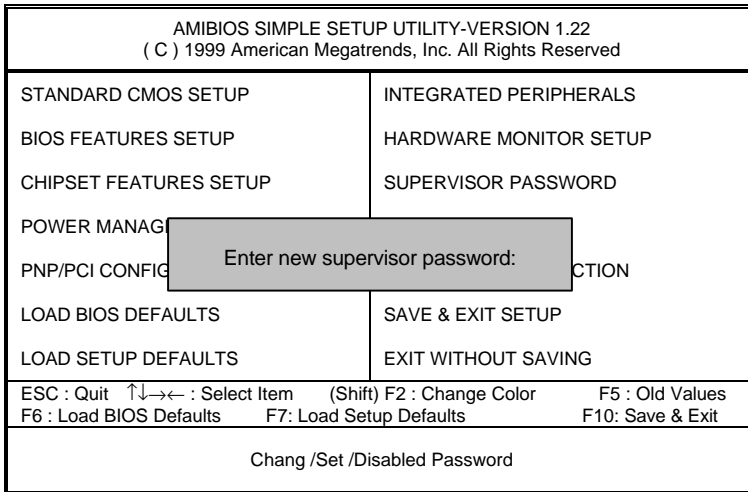 AMIBIOS SIMPLE SETUP UTILITY-VERSION 1.22
( C ) 1999 American Megatrends, Inc. All Rights Reserved
STANDARD CMOS SETUP
BIOS FEATURES SETUP
CHIPSET FEATURES SETUP
POWER MANAG
PNP/PCI CONFIG
LOAD BIOS DEFAULTS
LOAD SETUP DEFAULTS
INTEGRATED PERIPHERALS
HARDWARE MONITOR SETUP
SUPERVISOR PASSWORD
CTION
SAVE & EXIT SETUP
EXIT WITHOUT SAVING
Enter new supervisor password:
ESC : Quit ↑↓→← : Select Item (Shift) F2 : Change Color F5 : Old Values
F6 : Load BIOS Defaults F7: Load Setup Defaults F10: Save & Exit
Chang /Set /Disabled Password